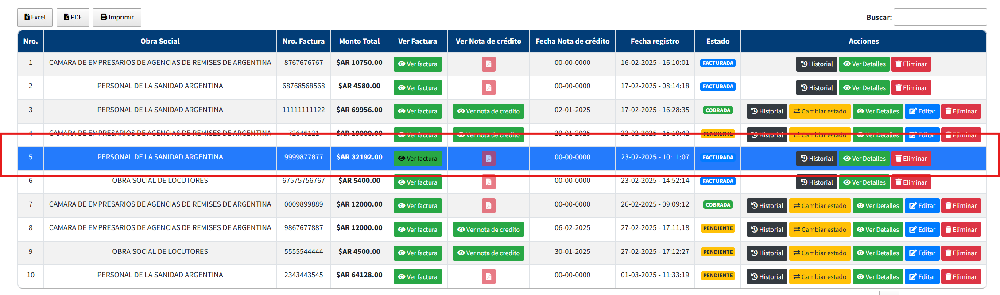 Excel PDF Imprimir Buscar:
Nro. Obra Social Nro. Factura Monto Total Ver Factura Ver Nota de crédito Fecha Nota de crédito Fecha registro Estado Acciones
1 CAMARA DE EMPRESARIOS DE AGENCIAS DE REMISES DE ARGENTINA 8767676767 $AR 10750.00 Ver factura 00-00-0000 16-02-2025 - 16:10:01 FACTURADA Historial Ver Detalles Eliminar
2 PERSONAL DE LA SANIDAD ARGENTINA 68768568568 $AR 4580.00 Ver factura 00-00-0000 17-02-2025 - 08:14:18 FACTURADA Historial Ver Detalles Eliminar
3 PERSONAL DE LA SANIDAD ARGENTINA 11111111122 $AR 69956.00 Ver factura Ver nota de credito 02-01-2025 17-02-2025 - 16:28:35 COBRADA Historial Cambiar estado Ver Detalles Editar Eliminar
4 CAMARA DE EMPRESARIOS DE AGENCIAS DE REMISES DE ARGENTINA 72646121 $AR 19000.00 Ver factura Ver nota de credito 29-01-2025 22-02-2025 - 15:10:42 PENDIENTE Historial Cambiar estado Ver Detalles Editar Eliminar
5 PERSONAL DE LA SANIDAD ARGENTINA 9999877877 $AR 32192.00 Ver factura 00-00-0000 23-02-2025 - 10:11:07 FACTURADA Historial Ver Detalles Eliminar
6 OBRA SOCIAL DE LOCUTORES 67575756767 $AR 5400.00 Ver factura 00-00-0000 23-02-2025 - 14:52:14 FACTURADA Historial Ver Detalles Eliminar
7 CAMARA DE EMPRESARIOS DE AGENCIAS DE REMISES DE ARGENTINA 0009899889 $AR 12000.00 Ver factura 00-00-0000 26-02-2025 - 09:09:12 COBRADA Historial Cambiar estado Ver Detalles Editar Eliminar
8 CAMARA DE EMPRESARIOS DE AGENCIAS DE REMISES DE ARGENTINA 9867677887 $AR 12000.00 Ver factura Ver nota de credito 06-02-2025 27-02-2025 - 17:11:18 PENDIENTE Historial Cambiar estado Ver Detalles Editar Eliminar
9 OBRA SOCIAL DE LOCUTORES 5555544444 $AR 4500.00 Ver factura Ver nota de credito 30-01-2025 27-02-2025 - 17:12:27 PENDIENTE Historial Cambiar estado Ver Detalles Editar Eliminar
10 PERSONAL DE LA SANIDAD ARGENTINA 2343443545 $AR 64128.00 Ver factura 00-00-0000 01-03-2025 - 11:33:19 PENDIENTE Historial Cambiar estado Ver Detalles Editar Eliminar